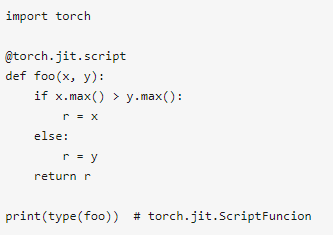 import torch

@torch.jit.script
def foo(x, y):
    if x.max() > y.max():
        r = x
    else:
        r = y
    return r

print(type(foo))  # torch.jit.ScriptFuncion